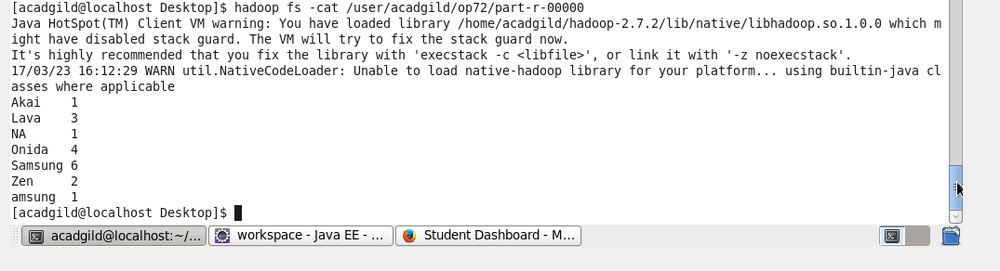 [acadgild@localhost Desktop]$ hadoop fs -cat /user/acadgild/op72/part-r-00000
Java HotSpot(TM) Client VM warning: You have loaded library /home/acadgild/hadoop-2.7.2/lib/native/libhadoop.so.1.0.0 which m
ight have disabled stack guard. The VM will try to fix the stack guard now.
It's highly recommended that you fix the library with 'execstack -c <libfile>', or link it with '-z noexecstack'.
17/03/23 16:12:29 WARN util.NativeCodeLoader: Unable to load native-hadoop library for your platform... using builtin-java cl
asses where applicable
Akai 1
Lava 3
NA 1
Onida 4
Samsung 6
Zen 2
amsung 1
[acadgild@localhost Desktop]$
acadgild@localhost:~/... workspace - Java EE - ... Student Dashboard - M...